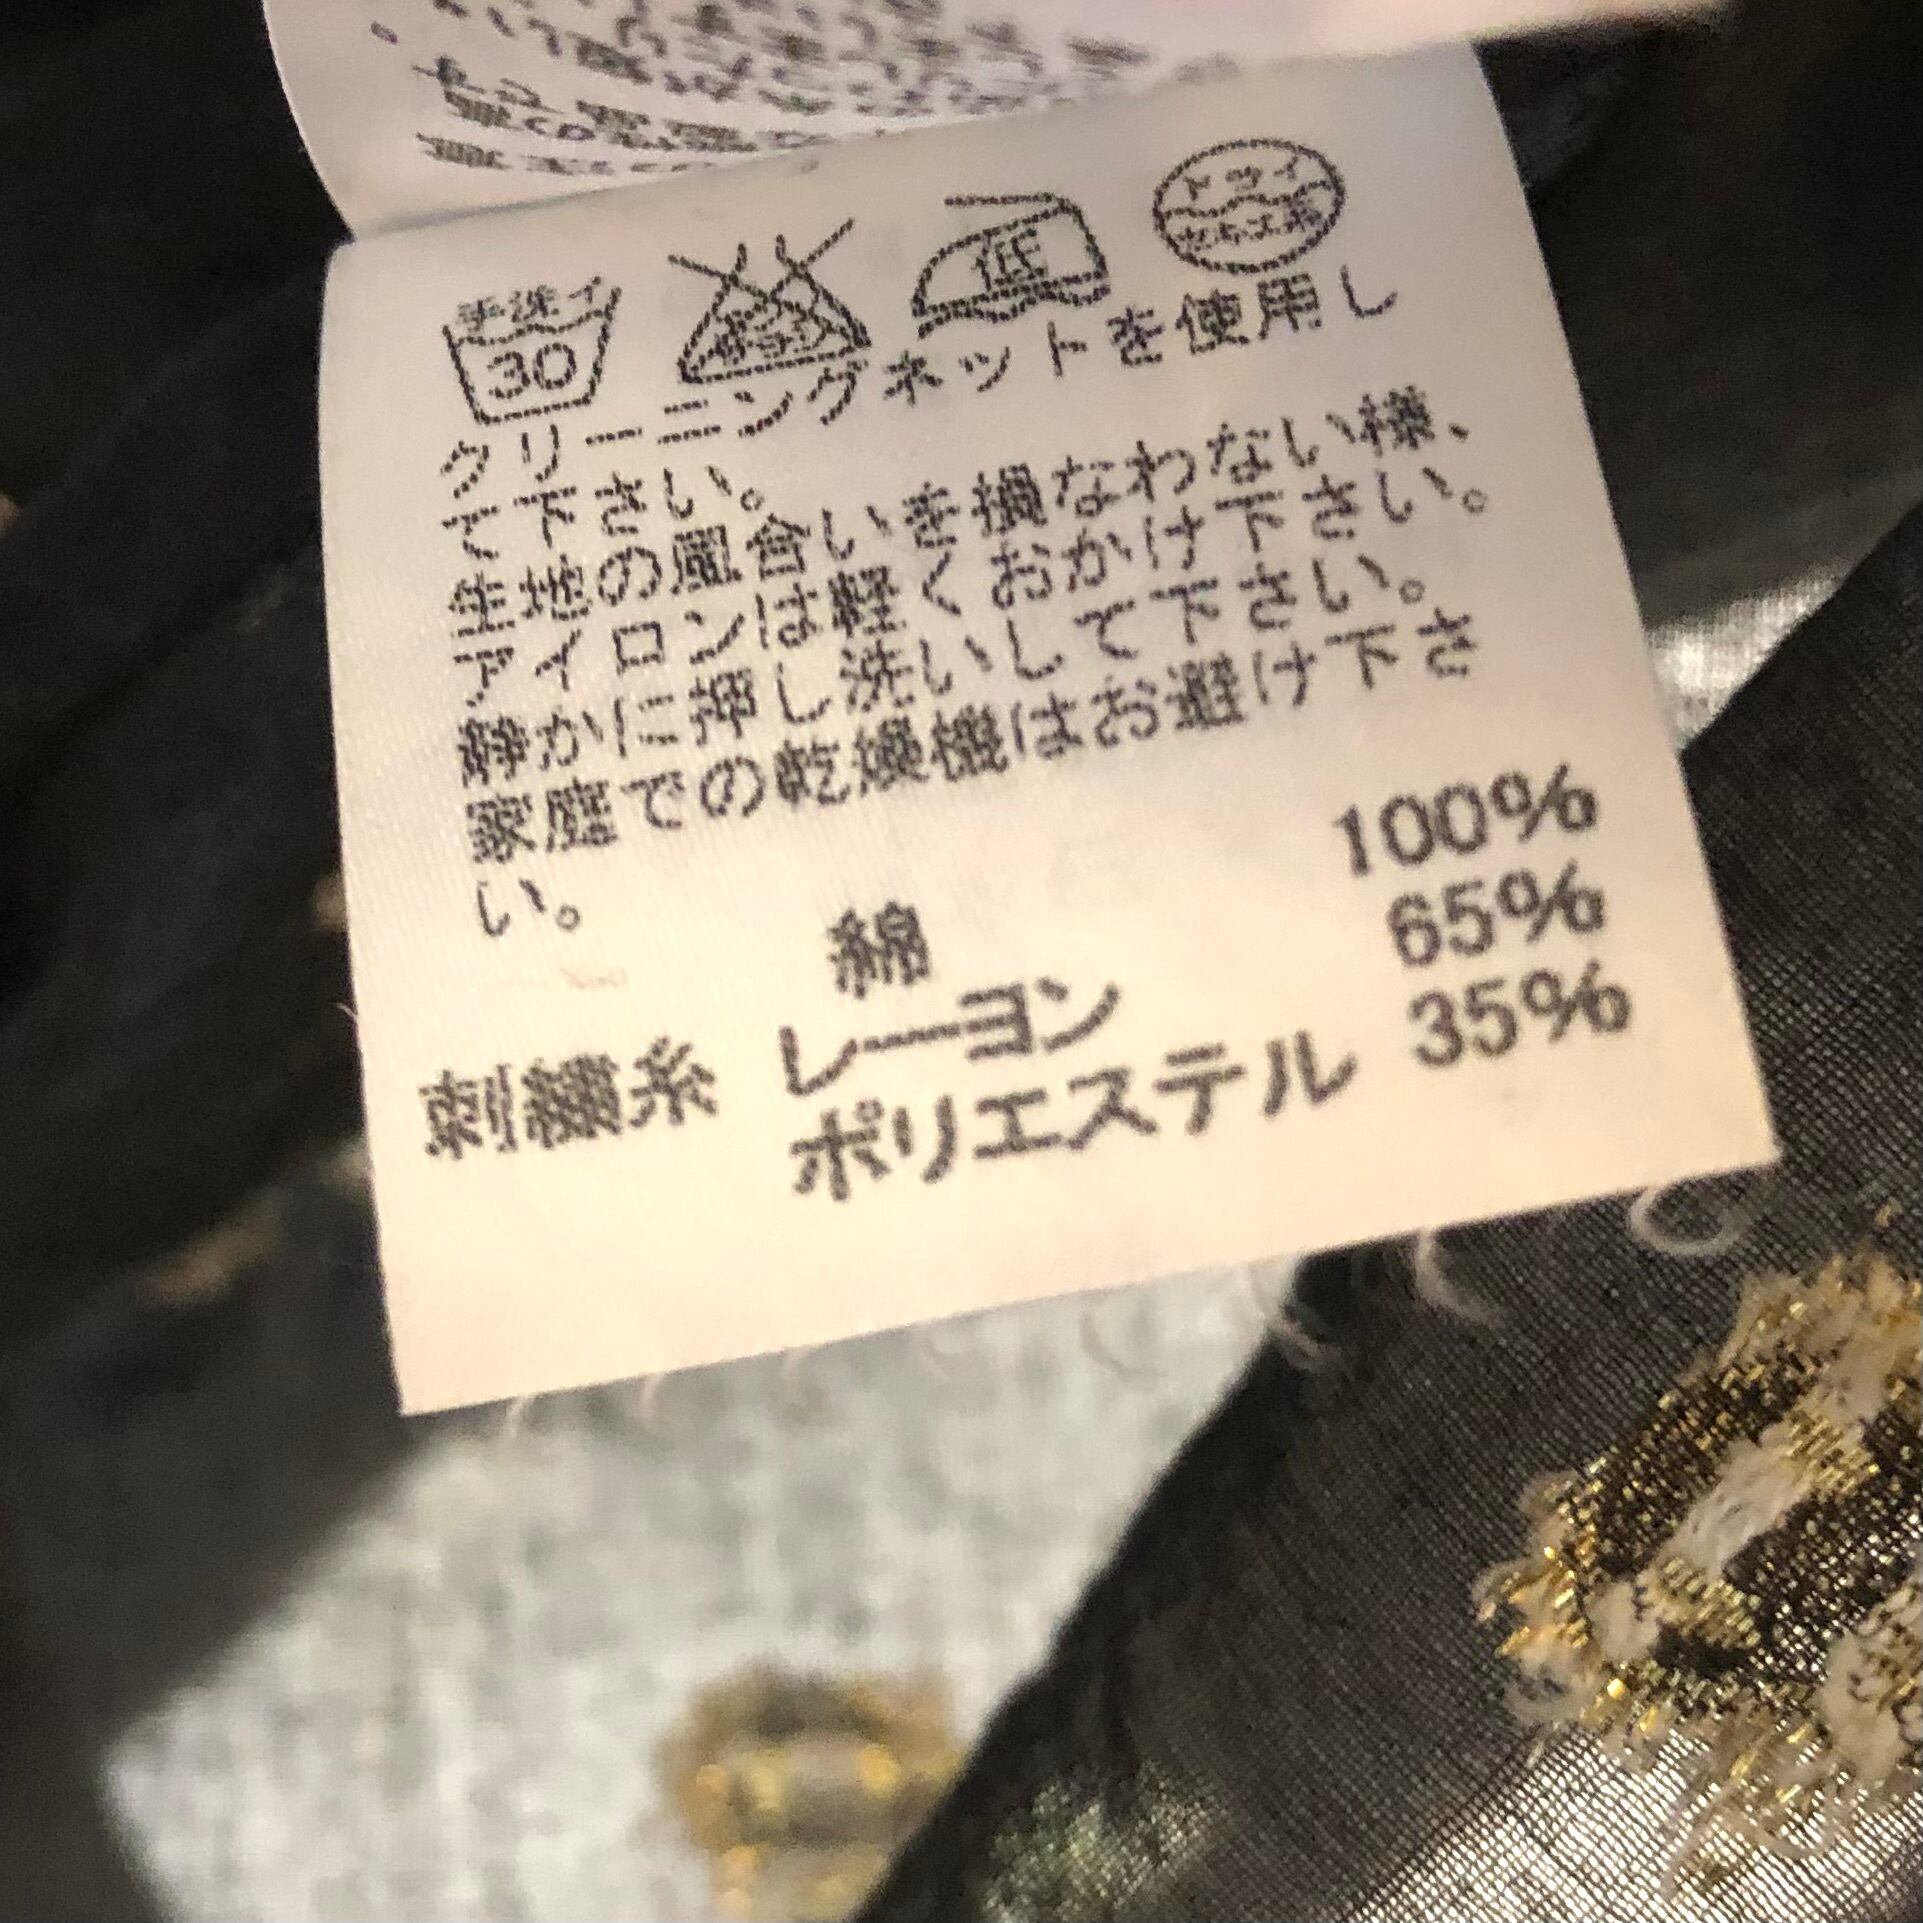 手洗イ
30
低
ドライ
セキユ系
クリーニングネットを使用し
て下さい。
生地の風合いを損なわない様、
アイロンは軽くおかけ下さい。
静かに押し洗いして下さい。
家庭での乾燥機はお避け下さ
い。
綿 100%
刺繍糸 レーヨン 65%
ポリエステル 35%